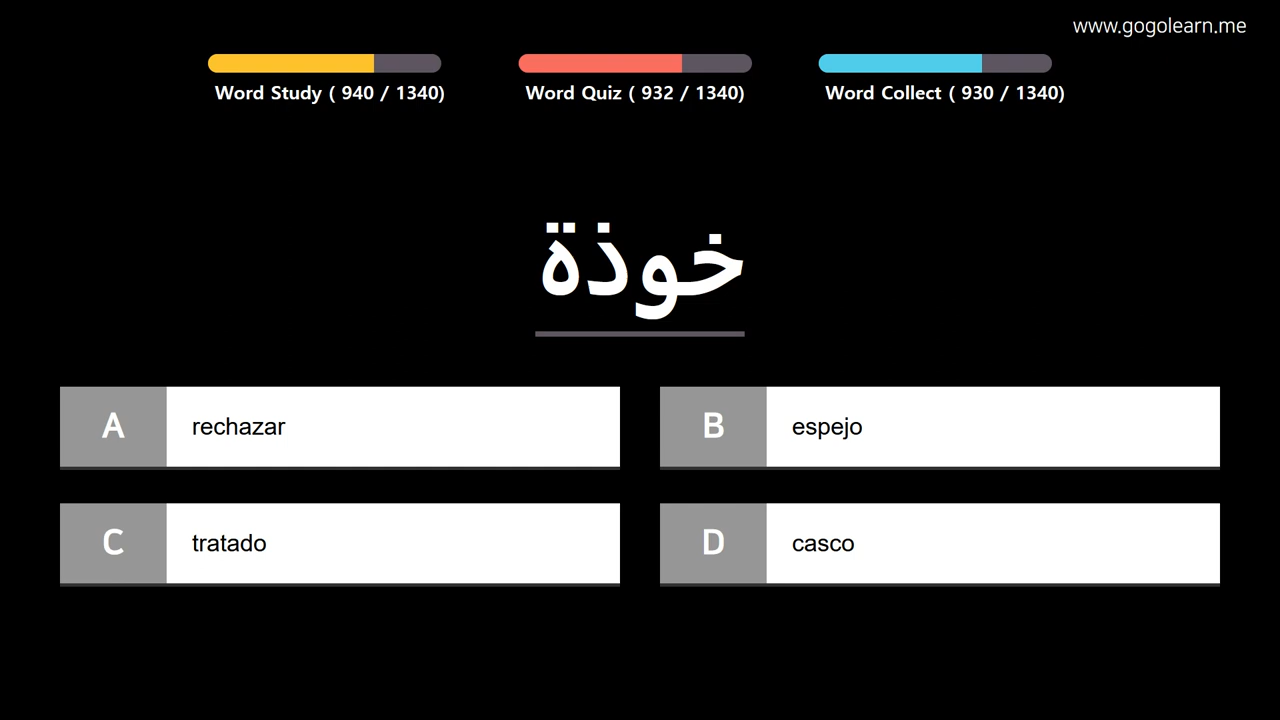 www.gogolearn.me
Word Study ( 940 / 1340)
Word Quiz ( 932 / 1340)
Word Collect ( 930 / 1340)
خوذة
A rechazar
B espejo
C tratado
D casco